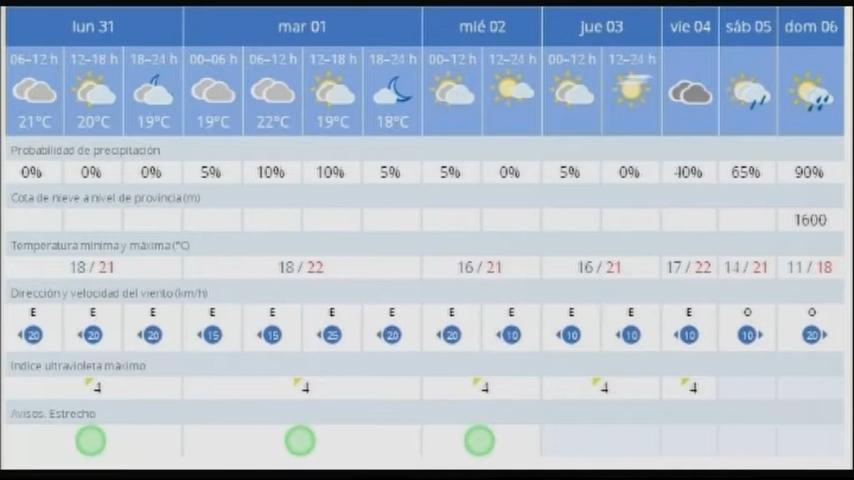 lun 31 mar 01 mié 02 jue 03 vie 04 sáb 05 dom 06
06-12 h 12-18 h 18-24 h 00-06 h 06-12 h 12-18 h 18-24 h 00-12 h 12-24 h 00-12 h 12-24 h
21°C 20°C 19°C 19°C 22°C 19°C 18°C
Probabilidad de precipitación
0% 0% 0% 5% 10% 10% 5% 5% 0% 5% 0% 40% 65% 90%
Cota de nieve a nivel de provincia (m)
1600
Temperatura mínima y máxima (°C)
18 / 21 18 / 22 16 / 21 16 / 21 17 / 22 14 / 21 11 / 18
Dirección y velocidad del viento (km/h)
E E E E E E E E E E E E O O
20 20 20 15 15 25 20 20 10 10 10 10 10 20
Indice ultravioleta máximo
4 4 4 4 4
Avisos. Estrecho